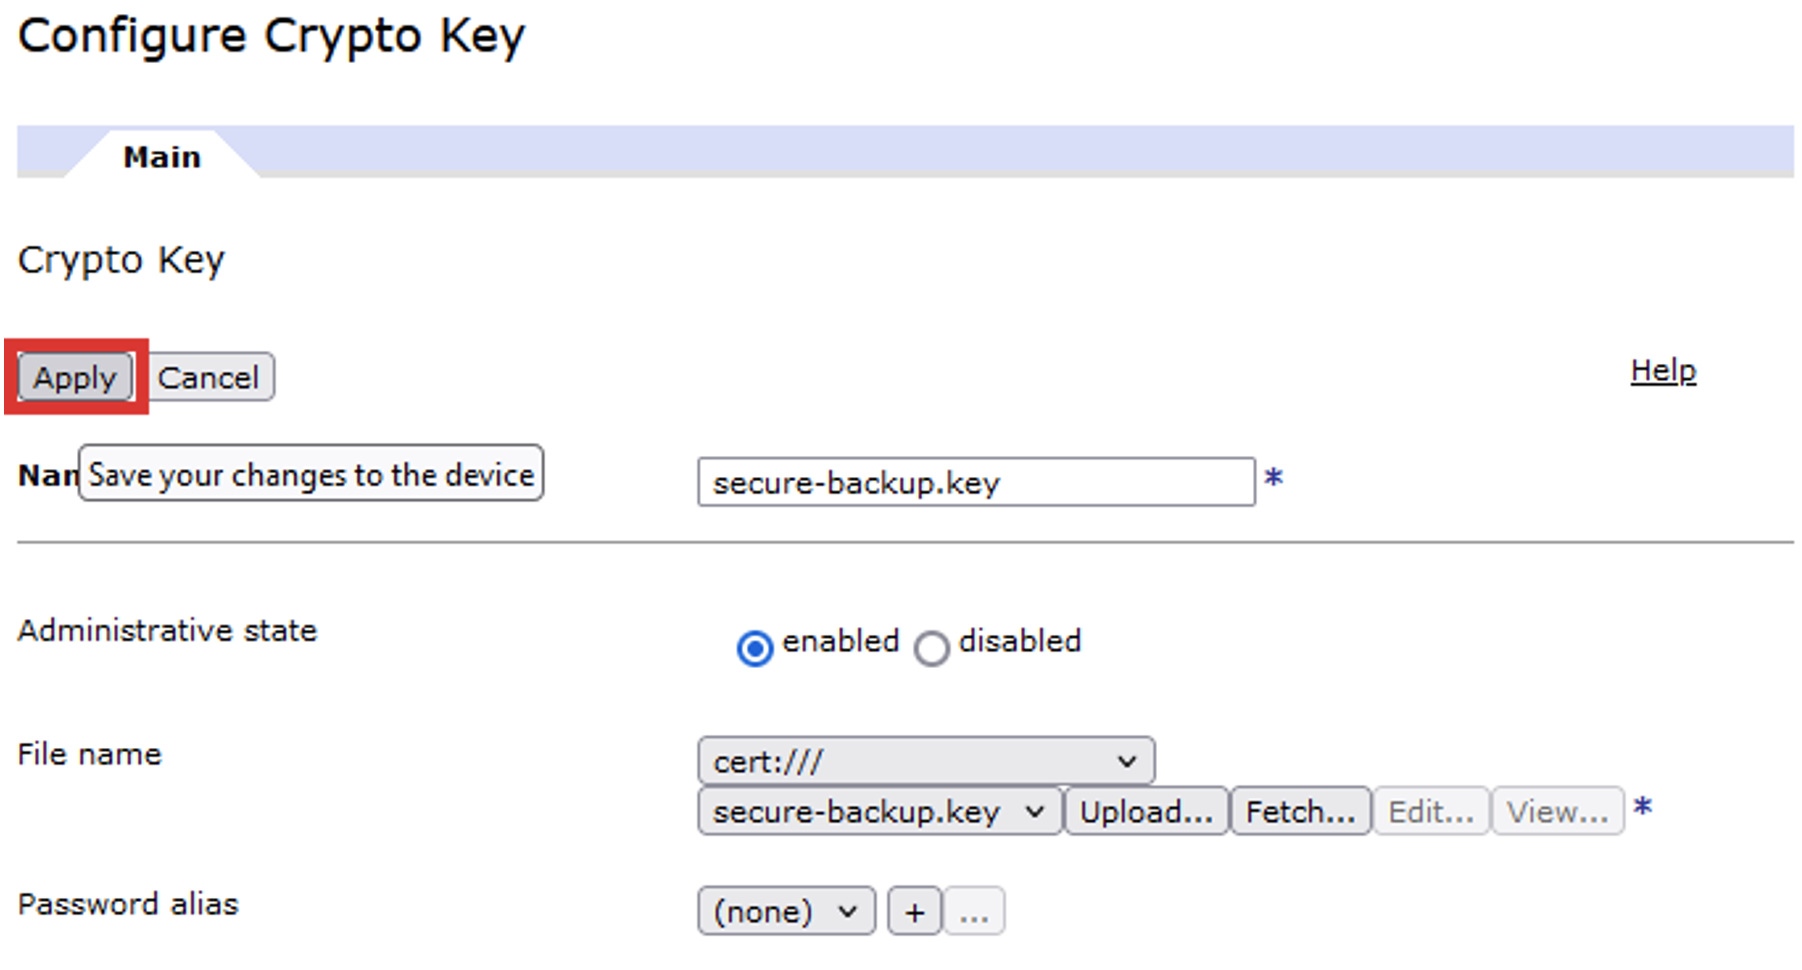 Configure Crypto Key
Main
Crypto Key
Apply Cancel Help
Nan Save your changes to the device secure-backup.key *
Administrative state enabled disabled
File name cert:///
secure-backup.key Upload... Fetch... Edit... View... *
Password alias (none) + ...